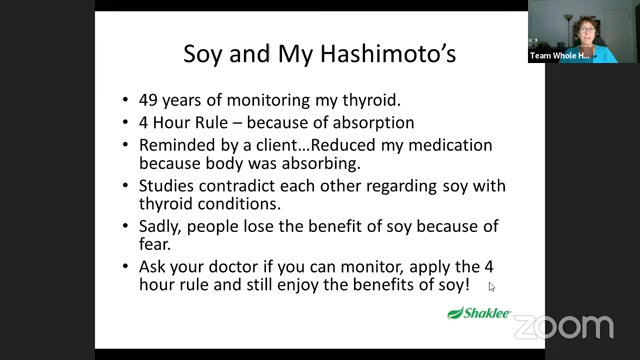 Soy and My Hashimoto's
• 49 years of monitoring my thyroid.
• 4 Hour Rule – because of absorption
• Reminded by a client…Reduced my medication
because body was absorbing.
• Studies contradict each other regarding soy with
thyroid conditions.
• Sadly, people lose the benefit of soy because of
fear.
• Ask your doctor if you can monitor, apply the 4
hour rule and still enjoy the benefits of soy!
Team Whole H...
Shaklee
zoom